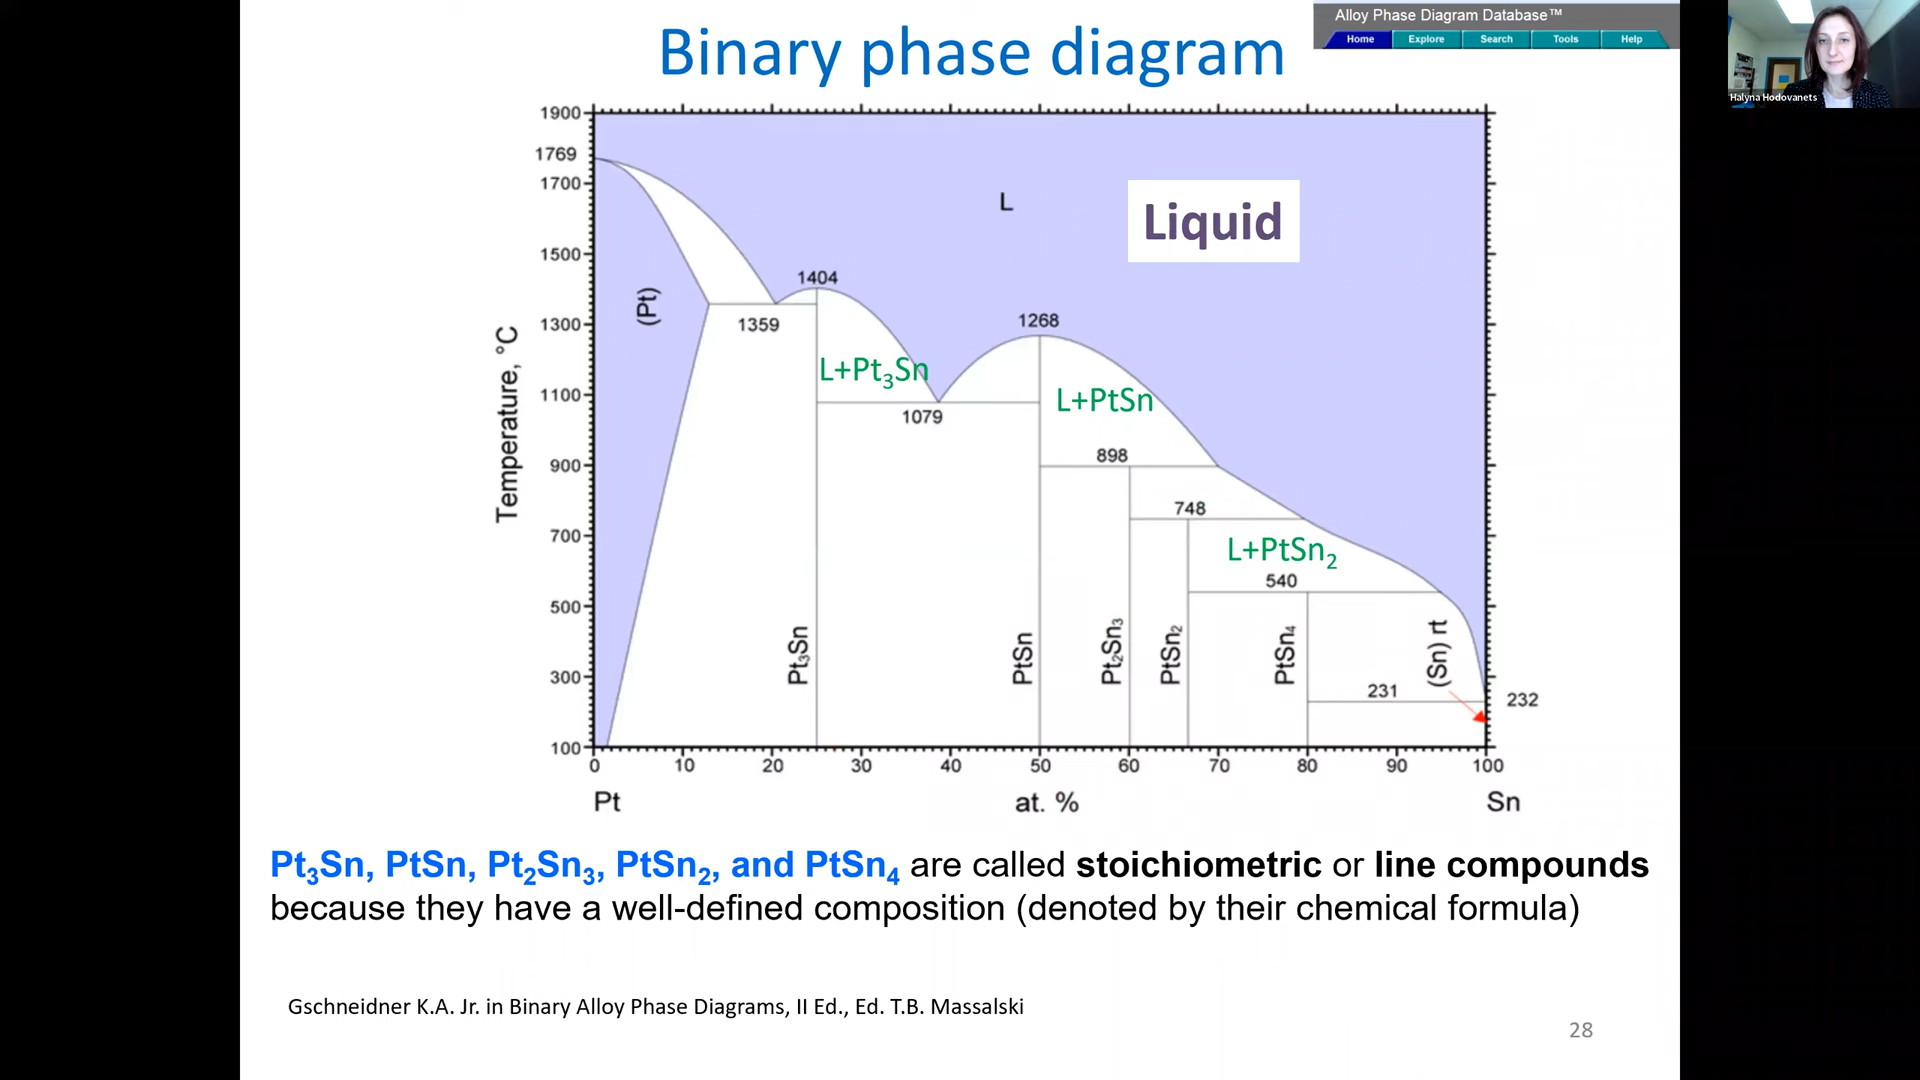 Binary phase diagram
Alloy Phase Diagram Database™
Home Explore Search Tools Help
Halyna Hodovanets
1900
1769
1700
1500
1300
1100
900
700
500
300
100
Temperature, °C
L
Liquid
(Pt)
1404
1359
1268
L+Pt₃Sn
L+PtSn
1079
898
748
L+PtSn₂
540
Pt₃Sn
PtSn
Pt₂Sn₃
PtSn₂
PtSn₄
(Sn) rt
231
232
0 10 20 30 40 50 60 70 80 90 100
Pt at. % Sn
Pt₃Sn, PtSn, Pt₂Sn₃, PtSn₂, and PtSn₄ are called stoichiometric or line compounds
because they have a well-defined composition (denoted by their chemical formula)
Gschneidner K.A. Jr. in Binary Alloy Phase Diagrams, II Ed., Ed. T.B. Massalski
28